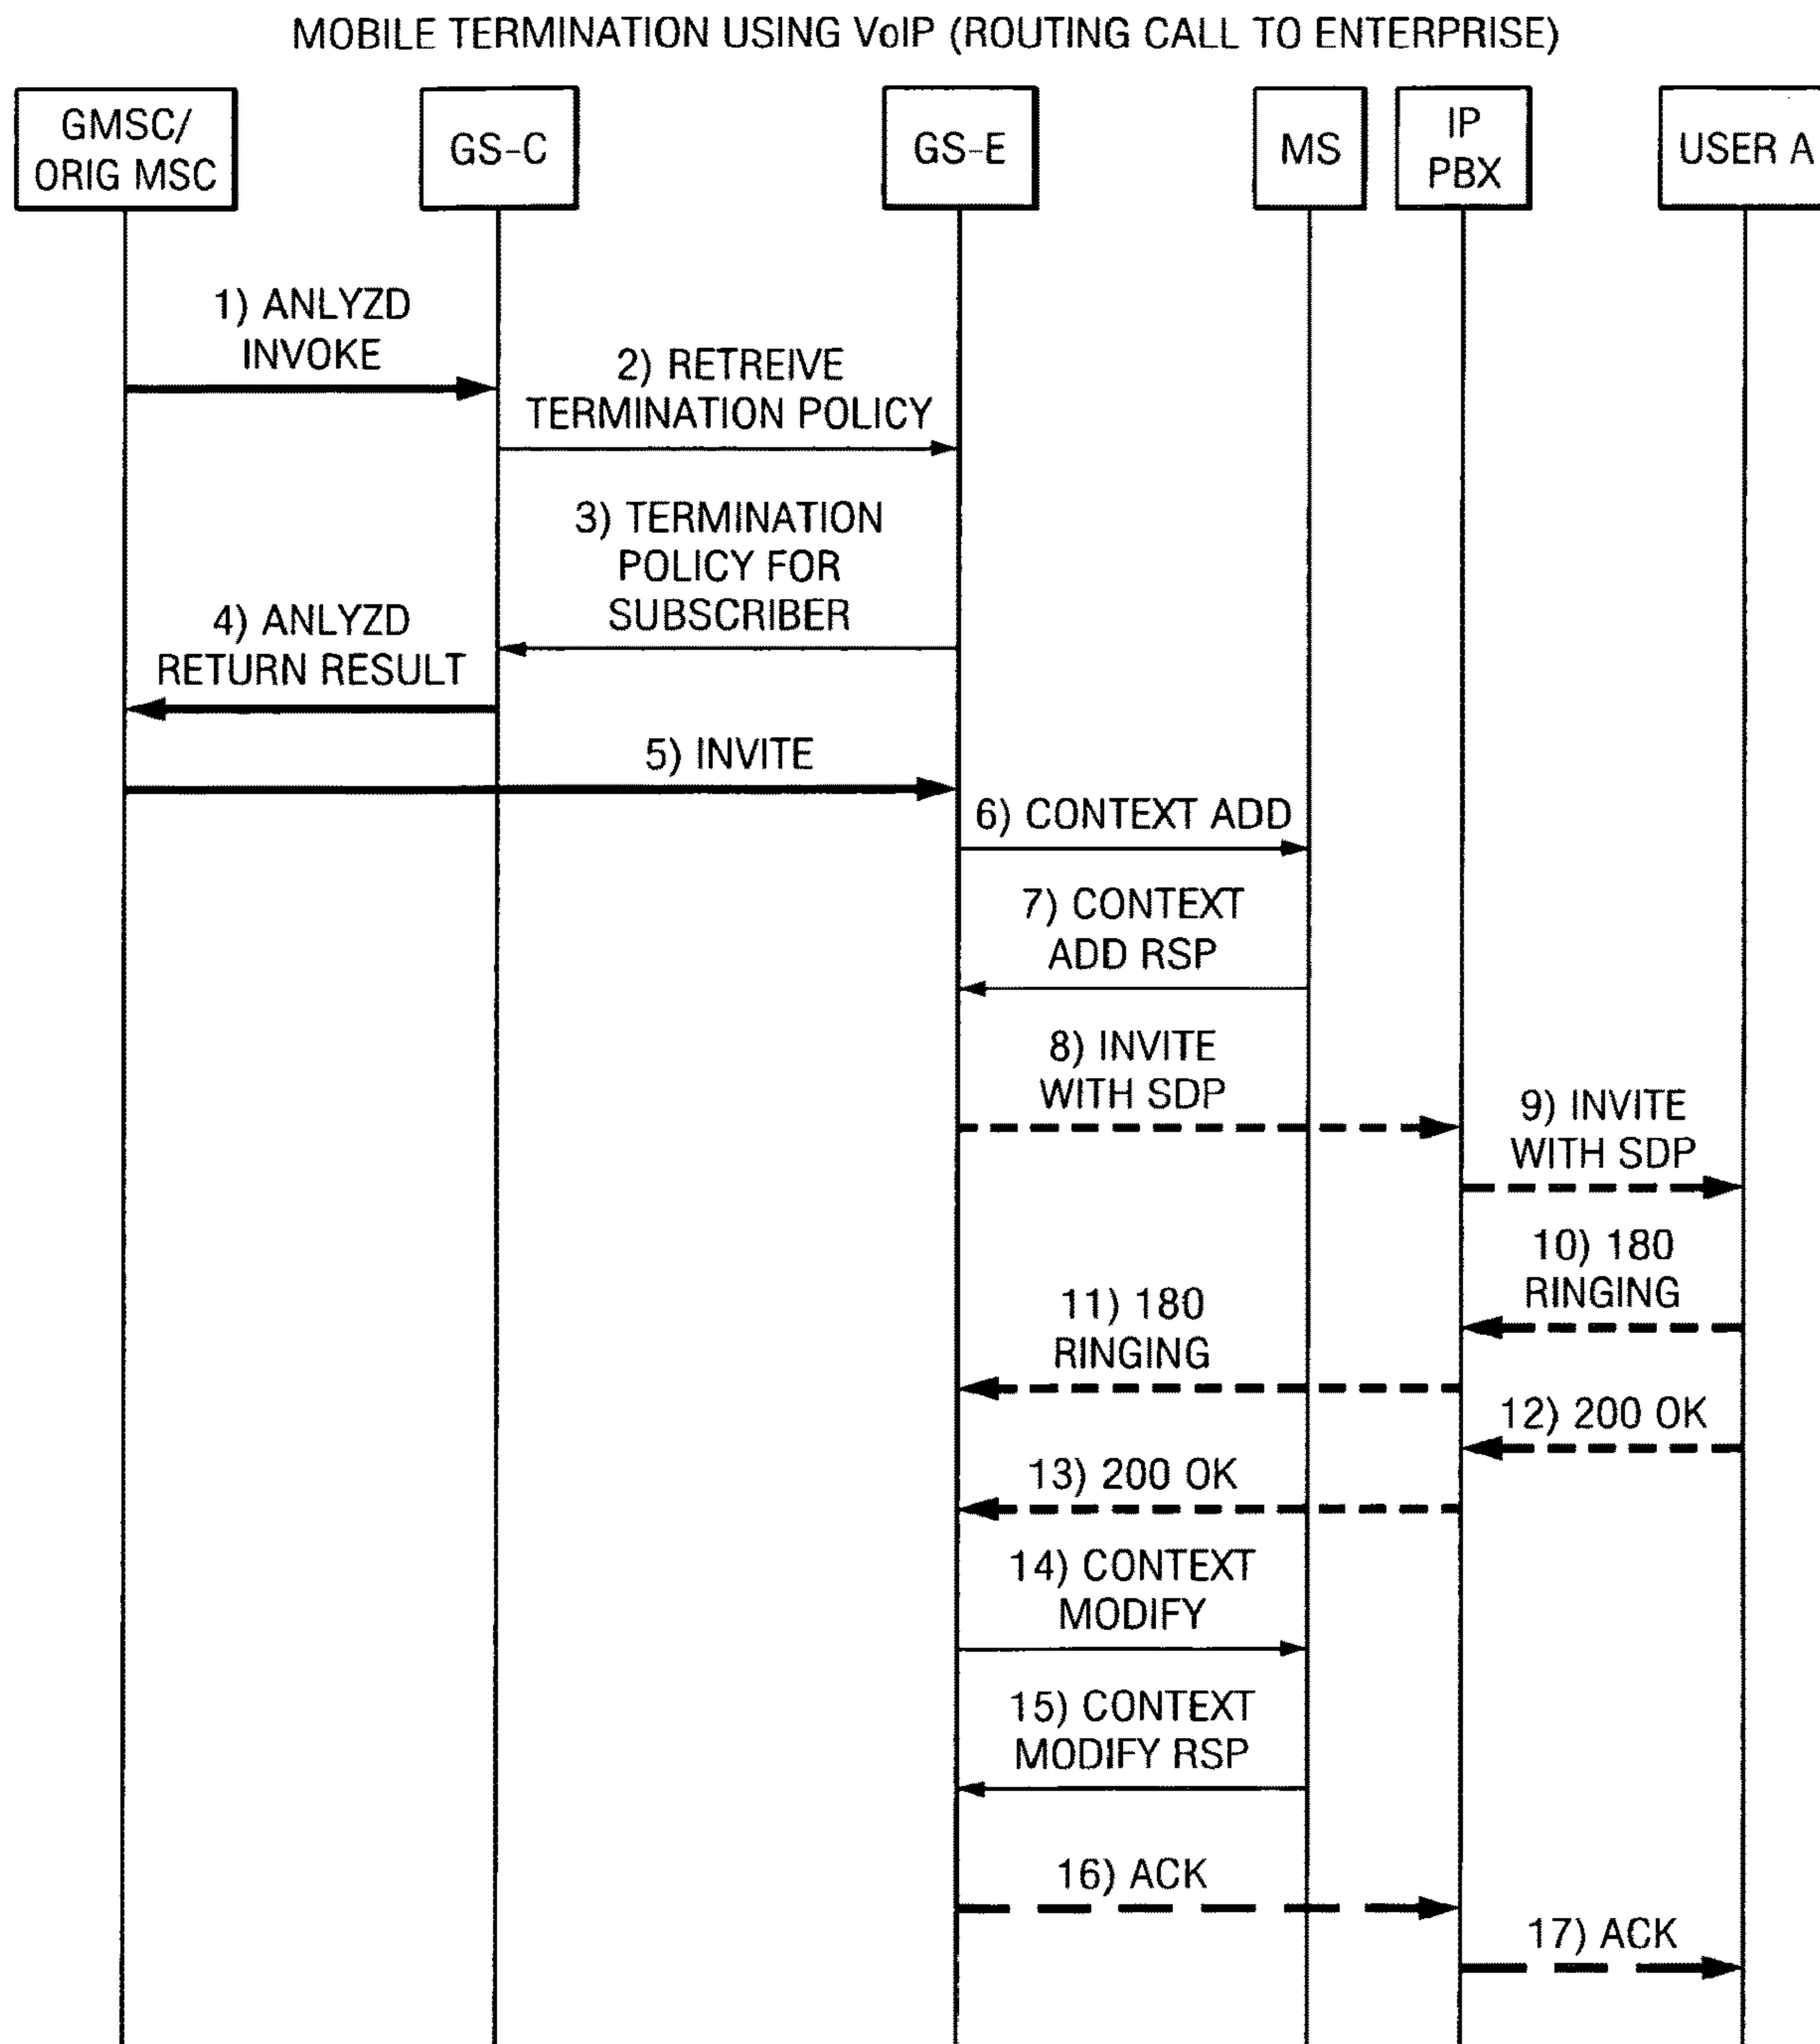 MOBILE TERMINATION USING VoIP (ROUTING CALL TO ENTERPRISE)
GMSC/
ORIG MSC
GS-C
GS-E
MS
IP
PBX
USER A
1) ANLYZD
INVOKE
2) RETREIVE
TERMINATION POLICY
3) TERMINATION
POLICY FOR
SUBSCRIBER
4) ANLYZD
RETURN RESULT
5) INVITE
6) CONTEXT ADD
7) CONTEXT
ADD RSP
8) INVITE
WITH SDP
9) INVITE
WITH SDP
10) 180
RINGING
11) 180
RINGING
12) 200 OK
13) 200 OK
14) CONTEXT
MODIFY
15) CONTEXT
MODIFY RSP
16) ACK
17) ACK